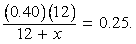 (0.40)(12)
12 + x
= 0.25.